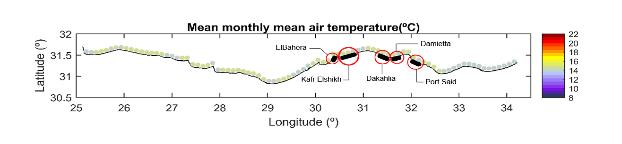 Mean monthly mean air temperature(ºC)
Latitude (º)
32
31.5
31
30.5
ElBahera
Kafr Elshikh
Dakahlia
Damietta
Port Said
25 26 27 28 29 30 31 32 33 34
Longitude (º)
22
20
18
16
14
12
10
8